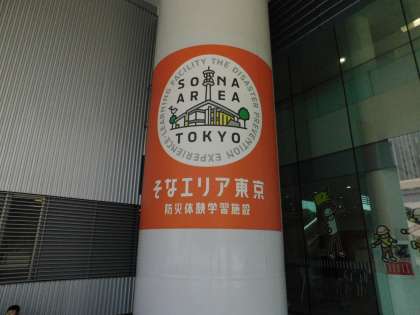 THE DISASTER PREVENTION EXPERIENCE-LEARNING FACILITY
SONA
AREA
TOKYO
そなエリア東京
防災体験学習施設